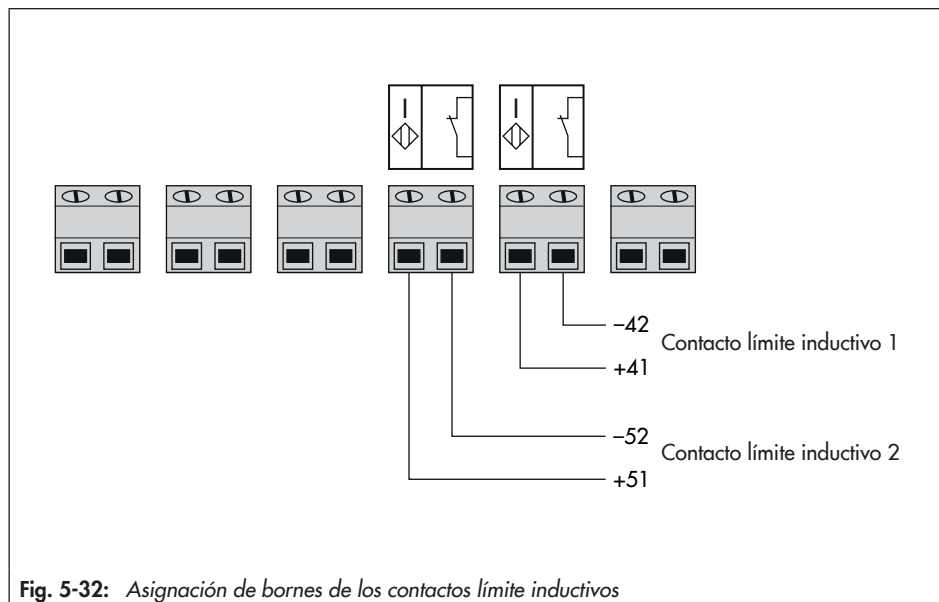 –42
Contacto límite inductivo 1
+41
–52
Contacto límite inductivo 2
+51
Fig. 5-32: Asignación de bornes de los contactos límite inductivos